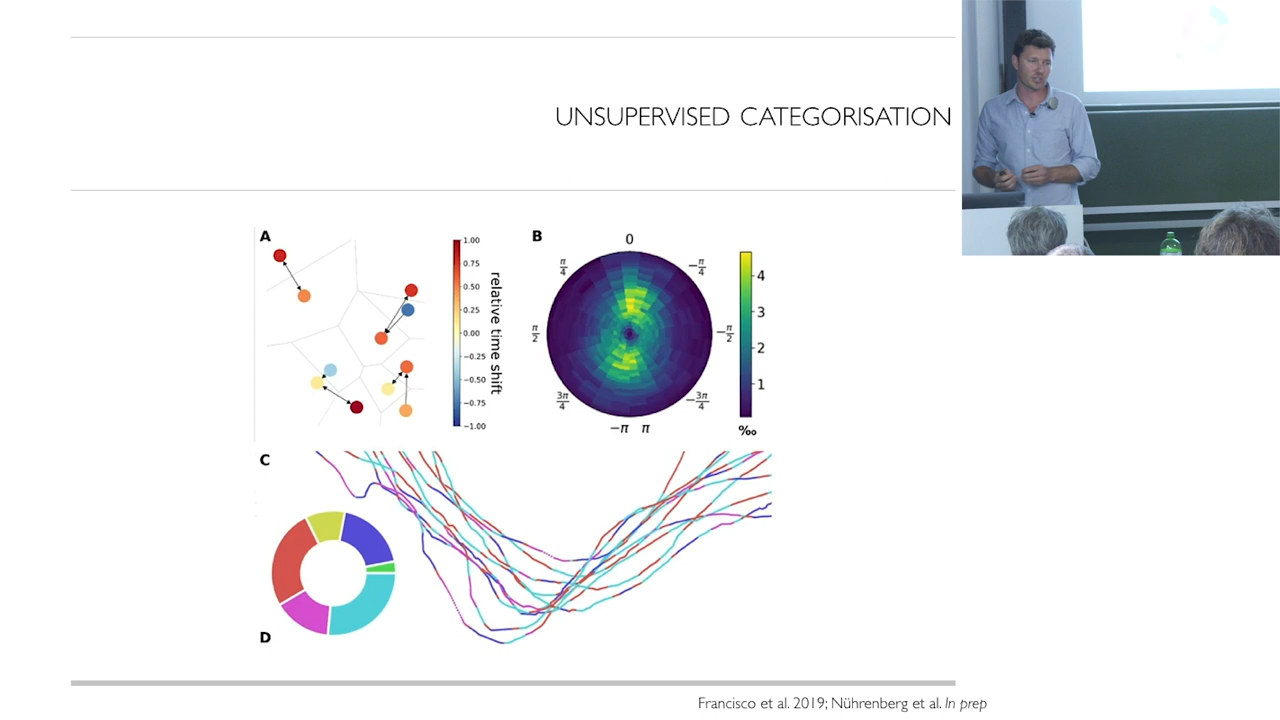 UNSUPERVISED CATEGORISATION
A
1.00
0.75
0.50
0.25
0.00
−0.25
−0.50
−0.75
−1.00
relative time shift
B
0
π/4
−π/4
π/2
−π/2
3π/4
−3π/4
−π π
4
3
2
1
‰
C
D
Francisco et al. 2019; Nührenberg et al. In prep